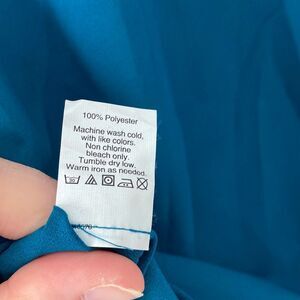 100% Polyester
Machine wash cold,
with like colors.
Non chlorine
bleach only.
Tumble dry low.
Warm iron as needed.